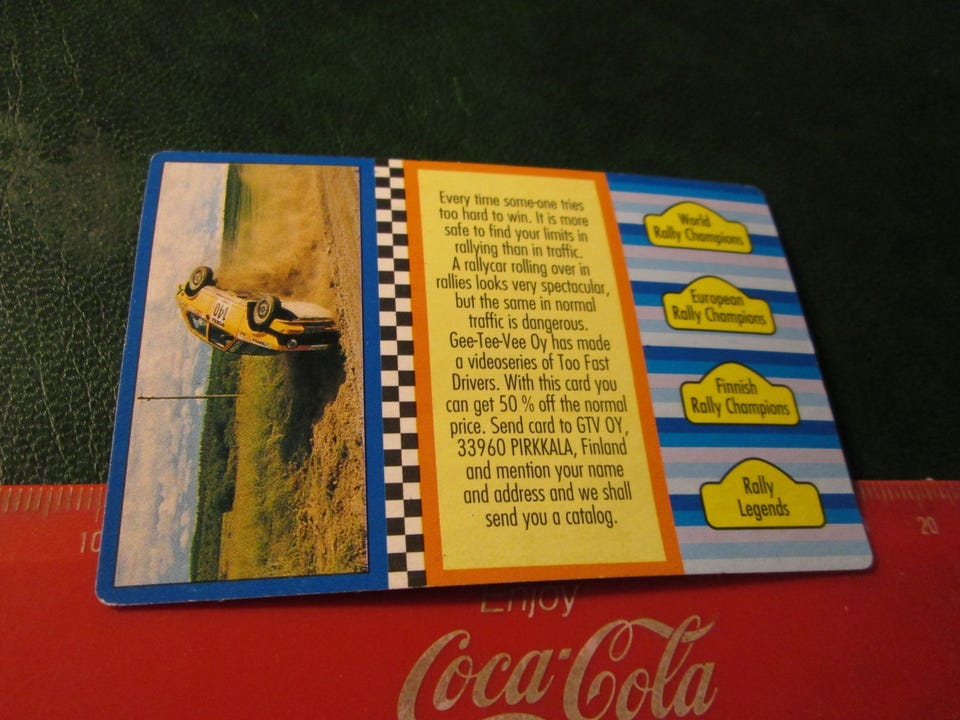 Every time some-one tries
too hard to win. It is more
safe to find your limits in
rallying than in traffic.
A rallycar rolling over in
rallies looks very spectacular,
but the same in normal
traffic is dangerous.
Gee-Tee-Vee Oy has made
a videoseries of Too Fast
Drivers. With this card you
can get 50 % off the normal
price. Send card to GTV OY,
33960 PIRKKALA, Finland
and mention your name
and address and we shall
send you a catalog.
World
Rally Champions
European
Rally Champions
Finnish
Rally Champions
Rally
Legends
140
10
20
Enjoy
Coca-Cola